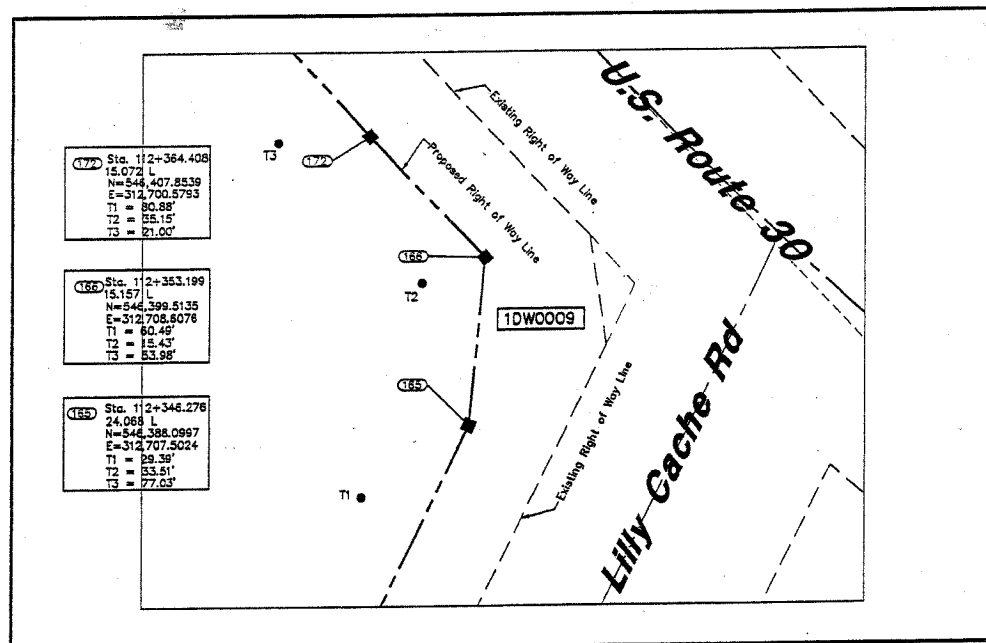 U.S. Route 30
Existing Right of Way Line
Proposed Right of Way Line
T3
172
172 Sta. 112+364.408
15.072 L
N=546,407.8539
E=312,700.5793
T1 = 80.88'
T2 = 35.15'
T3 = 21.00'
166
T2
166 Sta. 112+353.199
15.157 L
N=546,399.5135
E=312,708.6076
T1 = 60.49'
T2 = 15.43'
T3 = 53.98'
1DW0009
Lilly Cache Rd
Existing Right of Way Line
165
165 Sta. 112+346.276
24.068 L
N=546,388.0997
E=312,707.5024
T1 = 29.39'
T2 = 33.51'
T3 = 77.03'
T1